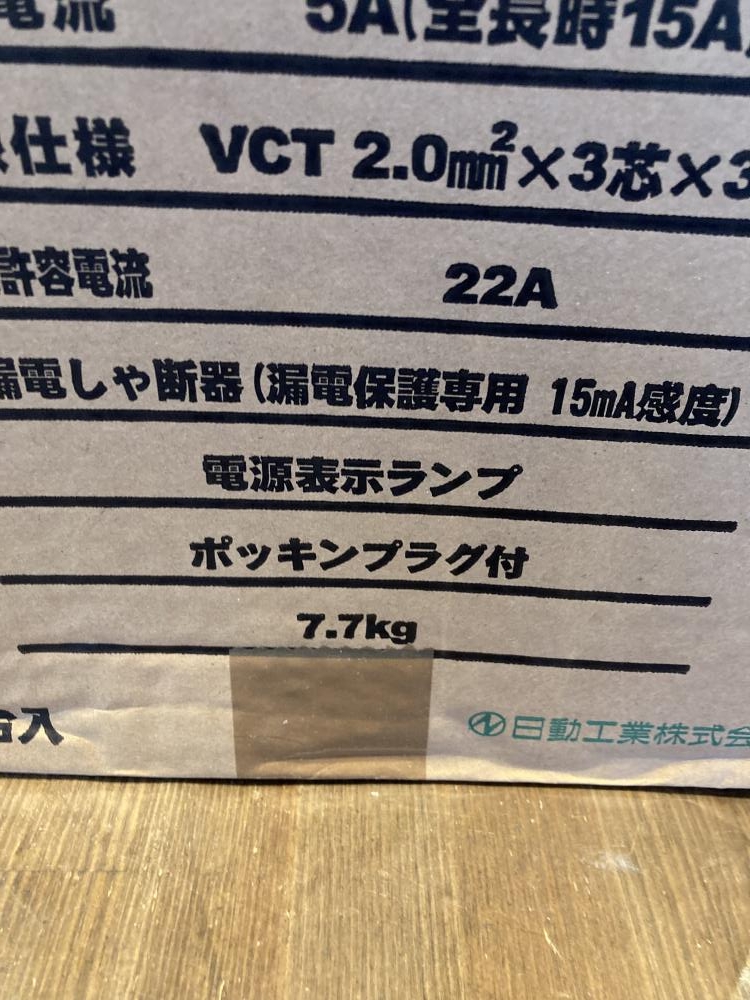 電流 5A(全長時15A)
仕様 VCT 2.0mm²×3芯×3
許容電流 22A
漏電しゃ断器(漏電保護専用 15mA感度)
電源表示ランプ
ポッキンプラグ付
7.7kg
台入
日動工業株式会